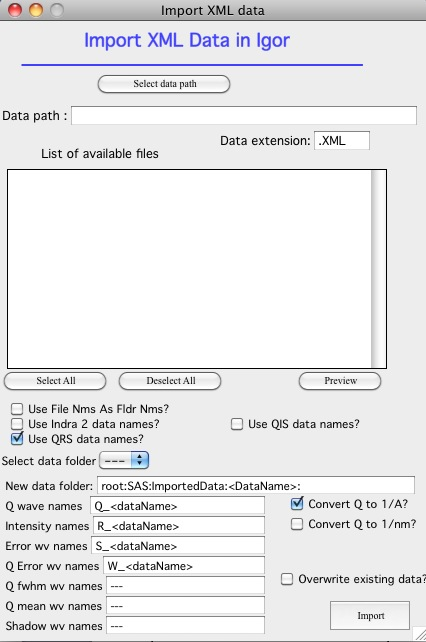 Import XML data
Import XML Data in Igor
Select data path
Data path :
Data extension: .XML
List of available files
Select All Deselect All Preview
Use File Nms As Fldr Nms?
Use Indra 2 data names? Use QIS data names?
Use QRS data names?
Select data folder ---
New data folder: root:SAS:ImportedData:<DataName>:
Q wave names Q_<dataName> Convert Q to 1/A?
Intensity names R_<dataName> Convert Q to 1/nm?
Error wv names S_<dataName>
Q Error wv names W_<dataName>
Q fwhm wv names --- Overwrite existing data?
Q mean wv names ---
Shadow wv names --- Import